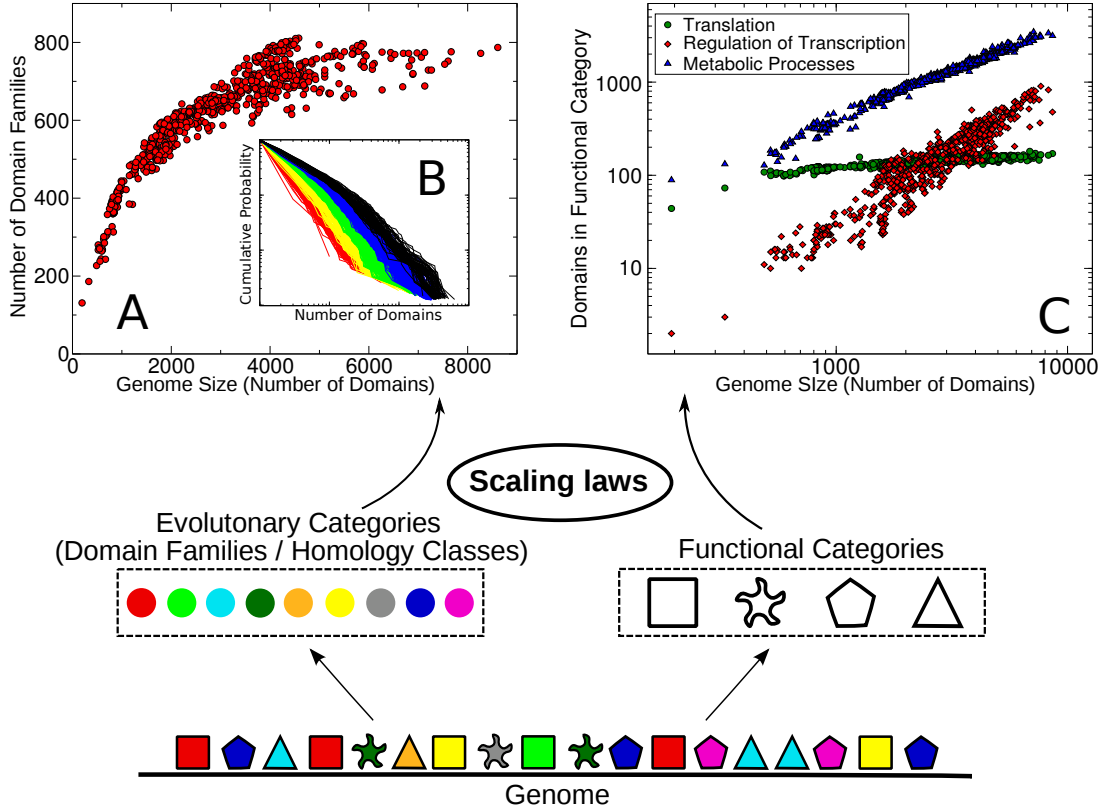 800
600
400
200
0
Number of Domain Families
0
2000
4000
6000
8000
Genome Size (Number of Domains)
A
B
Cumulative Probability
Number of Domains
Translation
Regulation of Transcription
Metabolic Processes
1000
100
10
Domains in Functional Category
1000
10000
Genome SIze (Number of Domains)
C
Scaling laws
Evolutonary Categories
(Domain Families / Homology Classes)
Functional Categories
Genome